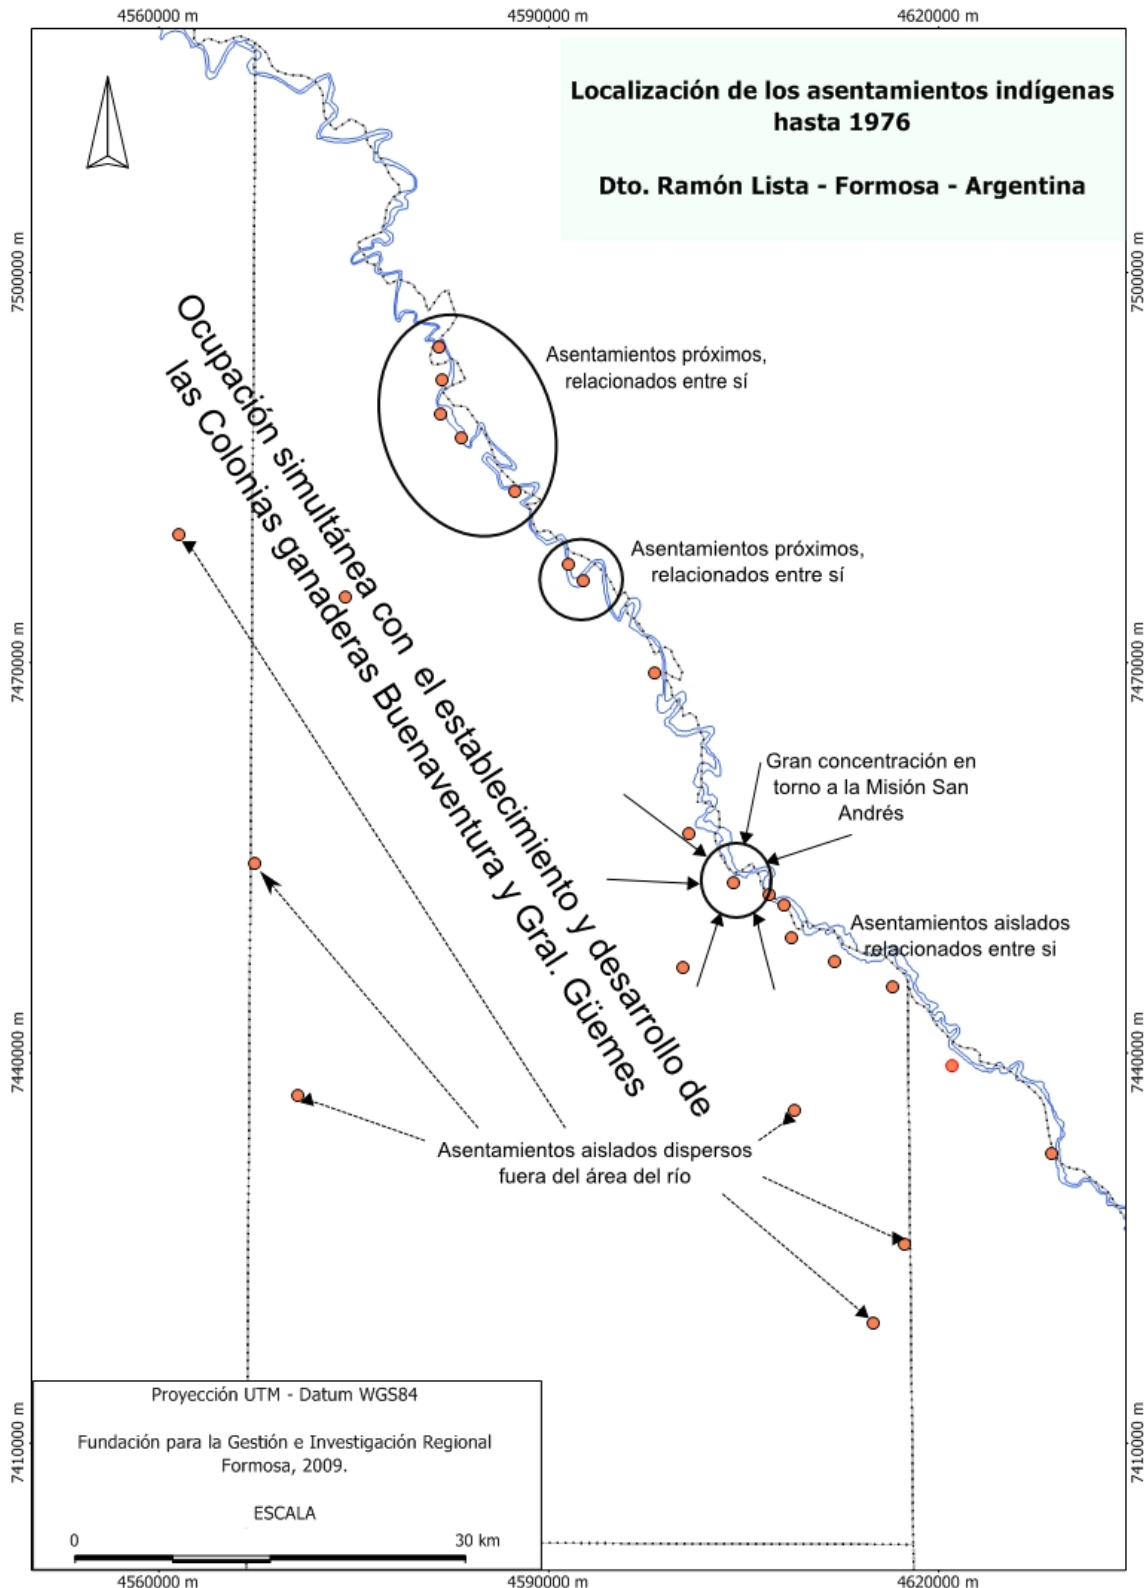 4560000 m
4590000 m
4620000 m
Localización de los asentamientos indígenas
hasta 1976
Dto. Ramón Lista - Formosa - Argentina
7500000 m
7500000 m
Asentamientos próximos,
relacionados entre sí
Ocupación simultánea con el establecimiento y desarrollo de
las Colonias ganaderas Buenaventura y Gral. Güemes
Asentamientos próximos,
relacionados entre sí
7470000 m
7470000 m
Gran concentración en
torno a la Misión San
Andrés
Asentamientos aislados
relacionados entre si
7440000 m
7440000 m
Asentamientos aislados dispersos
fuera del área del río
7410000 m
7410000 m
Proyección UTM - Datum WGS84
Fundación para la Gestión e Investigación Regional
Formosa, 2009.
ESCALA
0
30 km
4560000 m
4590000 m
4620000 m